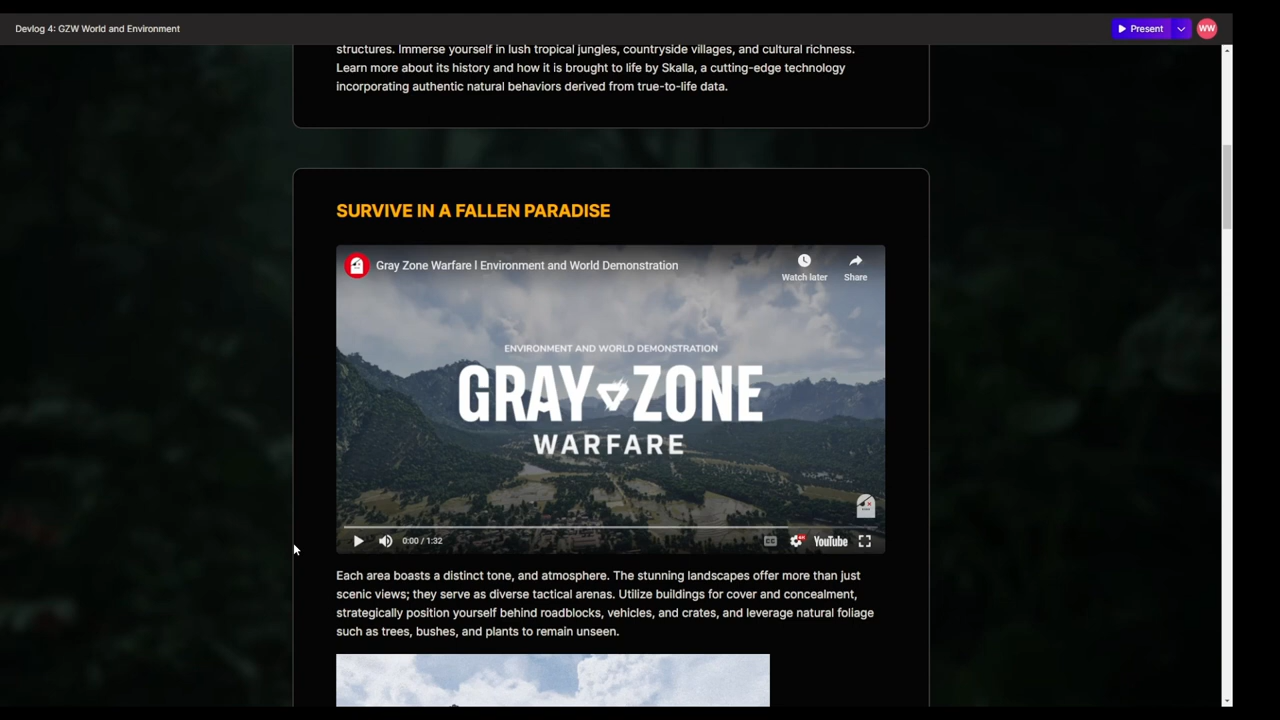 Devlog 4: GZW World and Environment
Present
WW
structures. Immerse yourself in lush tropical jungles, countryside villages, and cultural richness.
Learn more about its history and how it is brought to life by Skalla, a cutting-edge technology
incorporating authentic natural behaviors derived from true-to-life data.
SURVIVE IN A FALLEN PARADISE
Gray Zone Warfare l Environment and World Demonstration
Watch later
Share
ENVIRONMENT AND WORLD DEMONSTRATION
GRAY ZONE
WARFARE
0:00 / 1:32
CC
YouTube
Each area boasts a distinct tone, and atmosphere. The stunning landscapes offer more than just
scenic views; they serve as diverse tactical arenas. Utilize buildings for cover and concealment,
strategically position yourself behind roadblocks, vehicles, and crates, and leverage natural foliage
such as trees, bushes, and plants to remain unseen.